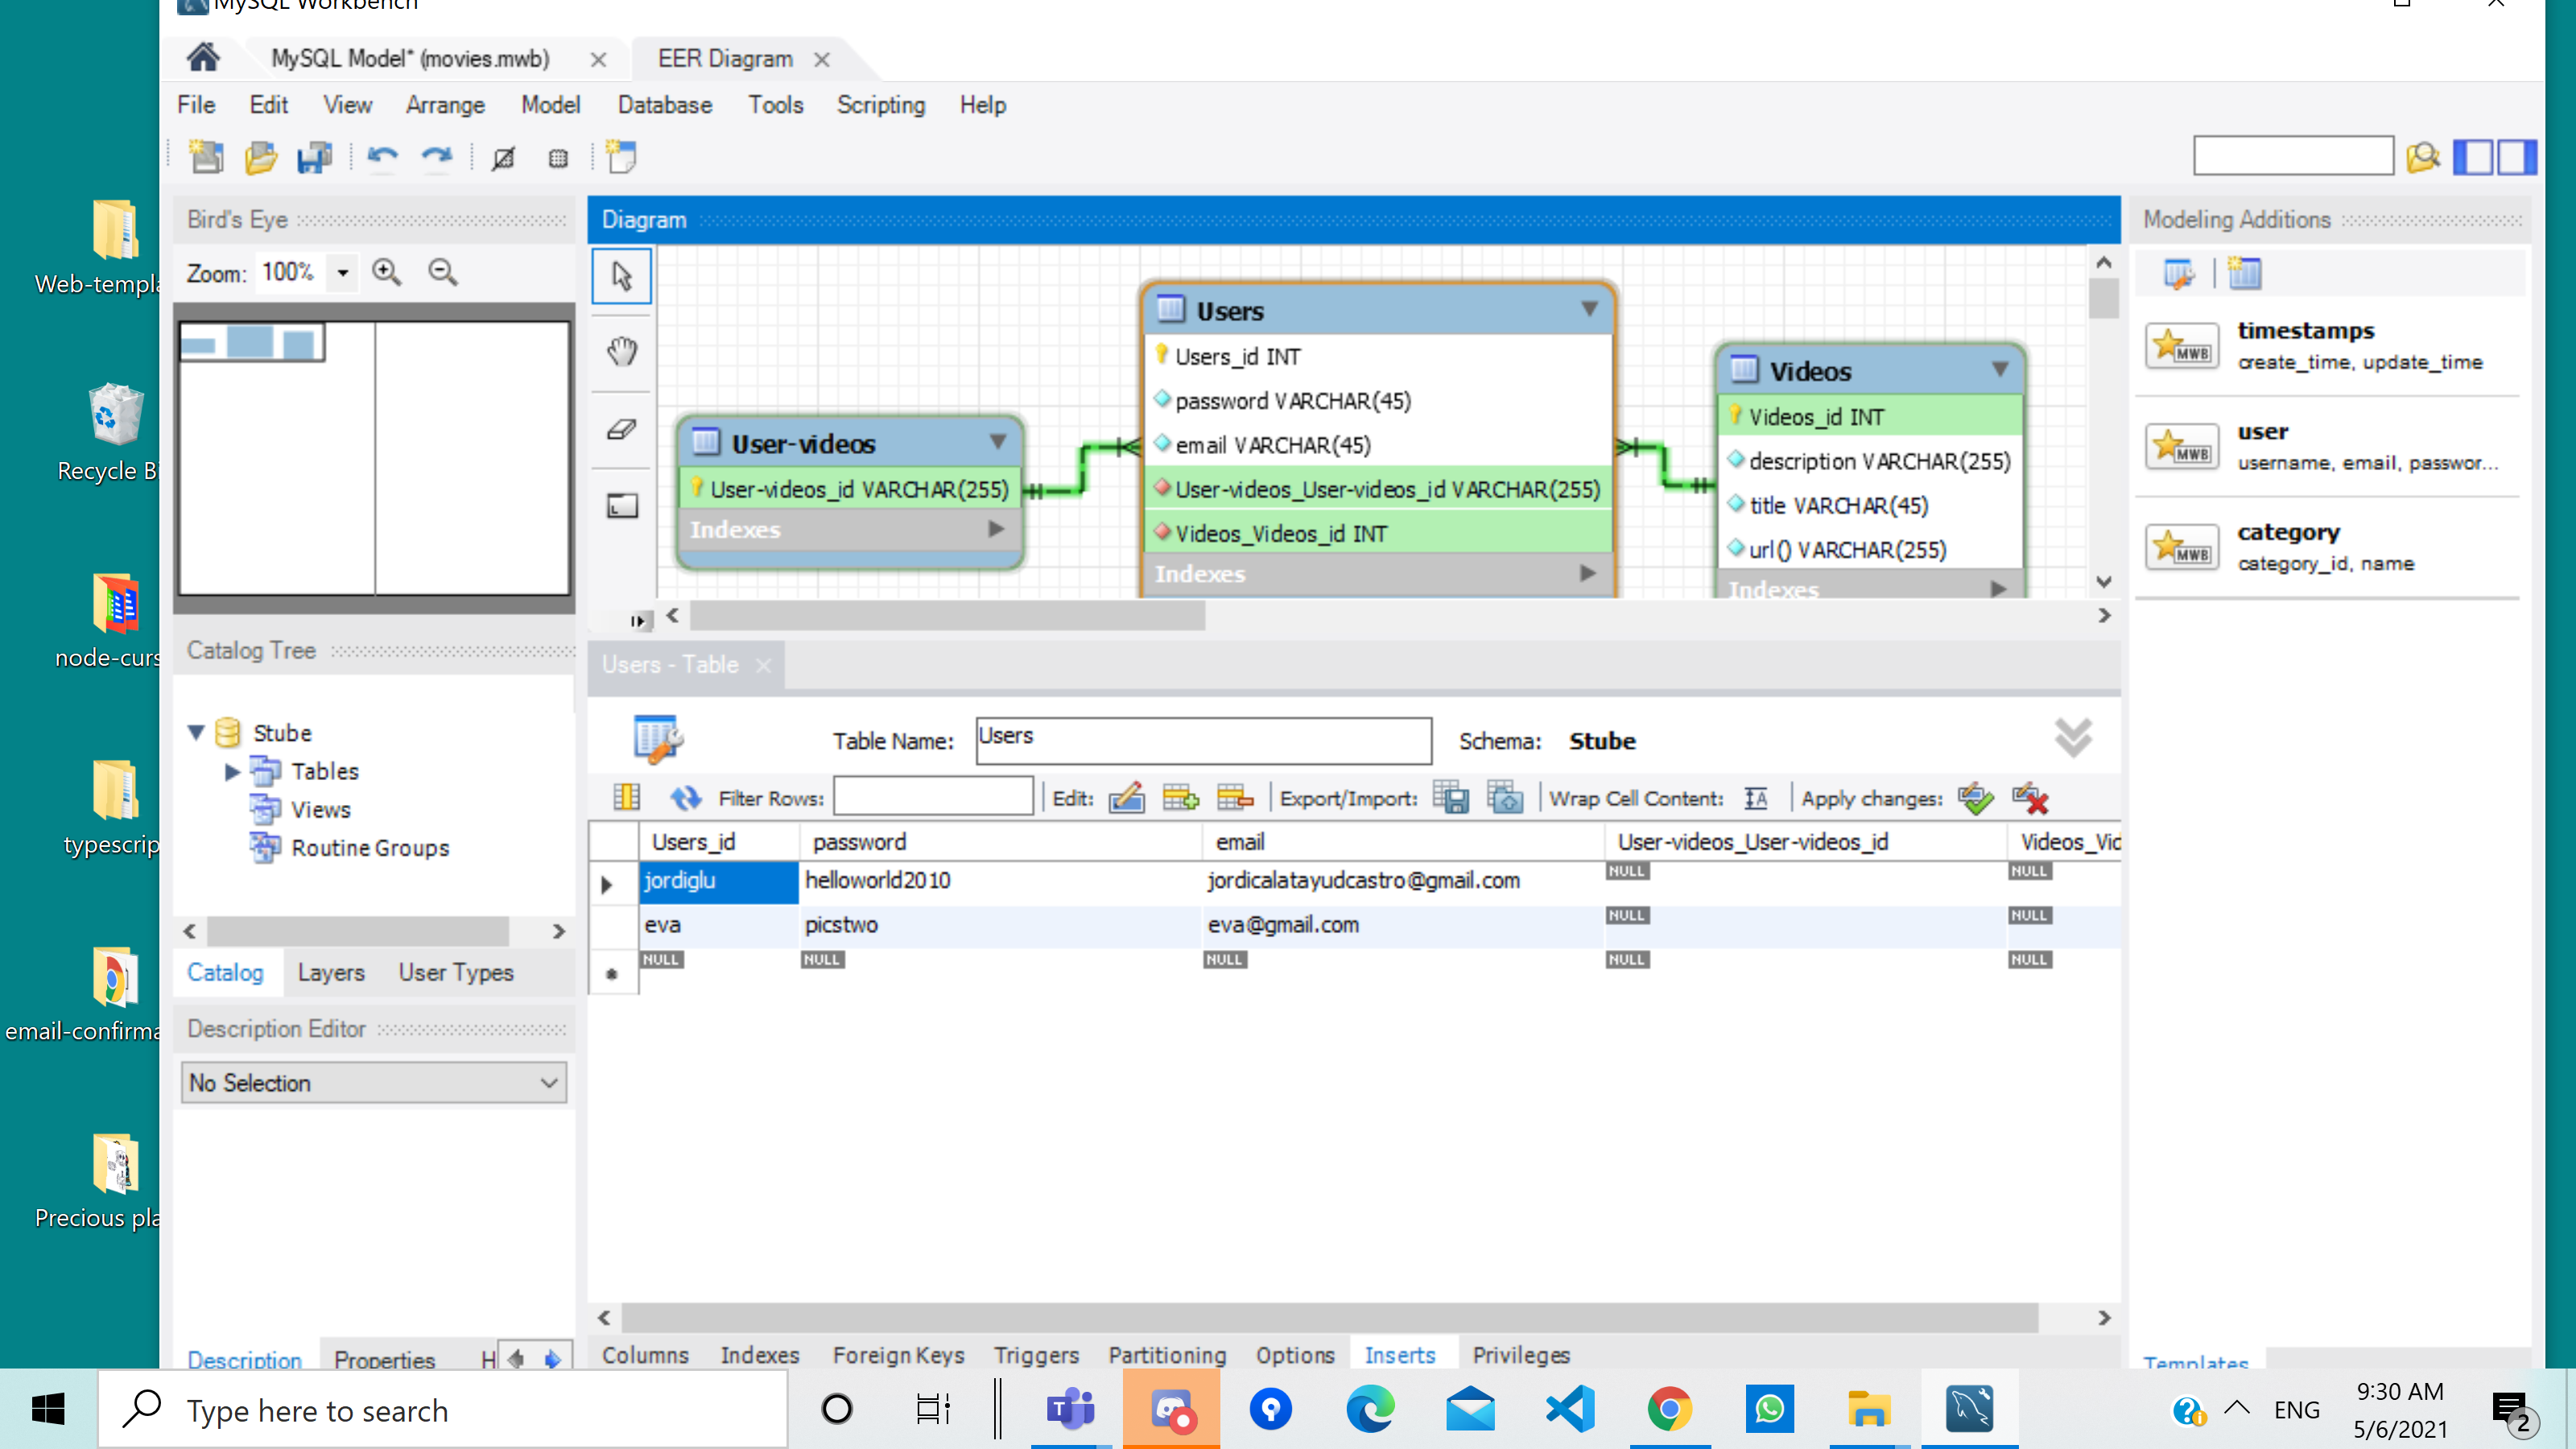 MySQL Workbench
MySQL Model* (movies.mwb)
EER Diagram
File Edit View Arrange Model Database Tools Scripting Help
Bird's Eye
Zoom: 100%
Diagram
Users
Users_id INT
password VARCHAR(45)
email VARCHAR(45)
User-videos_User-videos_id VARCHAR(255)
Videos_Videos_id INT
Indexes
User-videos
User-videos_id VARCHAR(255)
Indexes
Videos
Videos_id INT
description VARCHAR(255)
title VARCHAR(45)
url() VARCHAR(255)
Indexes
Modeling Additions
MWB
timestamps
create_time, update_time
MWB
user
username, email, passwor...
MWB
category
category_id, name
Catalog Tree
Stube
Tables
Views
Routine Groups
Catalog Layers User Types
Description Editor
No Selection
Description Properties H
Users - Table
Table Name: Users Schema: Stube
Filter Rows: Edit: Export/Import: Wrap Cell Content: IA Apply changes:
Users_id password email User-videos_User-videos_id Videos_Vid
jordiglu helloworld2010 jordicalatayudcastro@gmail.com NULL NULL
eva picstwo eva@gmail.com NULL NULL
NULL NULL NULL NULL NULL
Columns Indexes Foreign Keys Triggers Partitioning Options Inserts Privileges
Templates
Web-templa
Recycle Bi
node-curs
typescrip
email-confirma
Precious pla
Type here to search
T
ENG
9:30 AM
5/6/2021
2